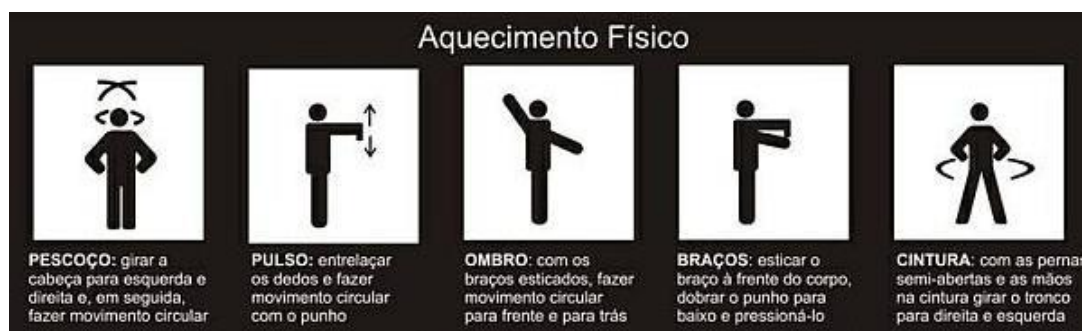 Aquecimento Físico
PESCOÇO: girar a
cabeça para esquerda e
direita e, em seguida,
fazer movimento circular
PULSO: entrelaçar
os dedos e fazer
movimento circular
com o punho
OMBRO: com os
braços esticados, fazer
movimento circular
para frente e para trás
BRAÇOS: esticar o
braço à frente do corpo,
dobrar o punho para
baixo e pressioná-lo
CINTURA: com as pernas
semi-abertas e as mãos
na cintura girar o tronco
para direita e esquerda